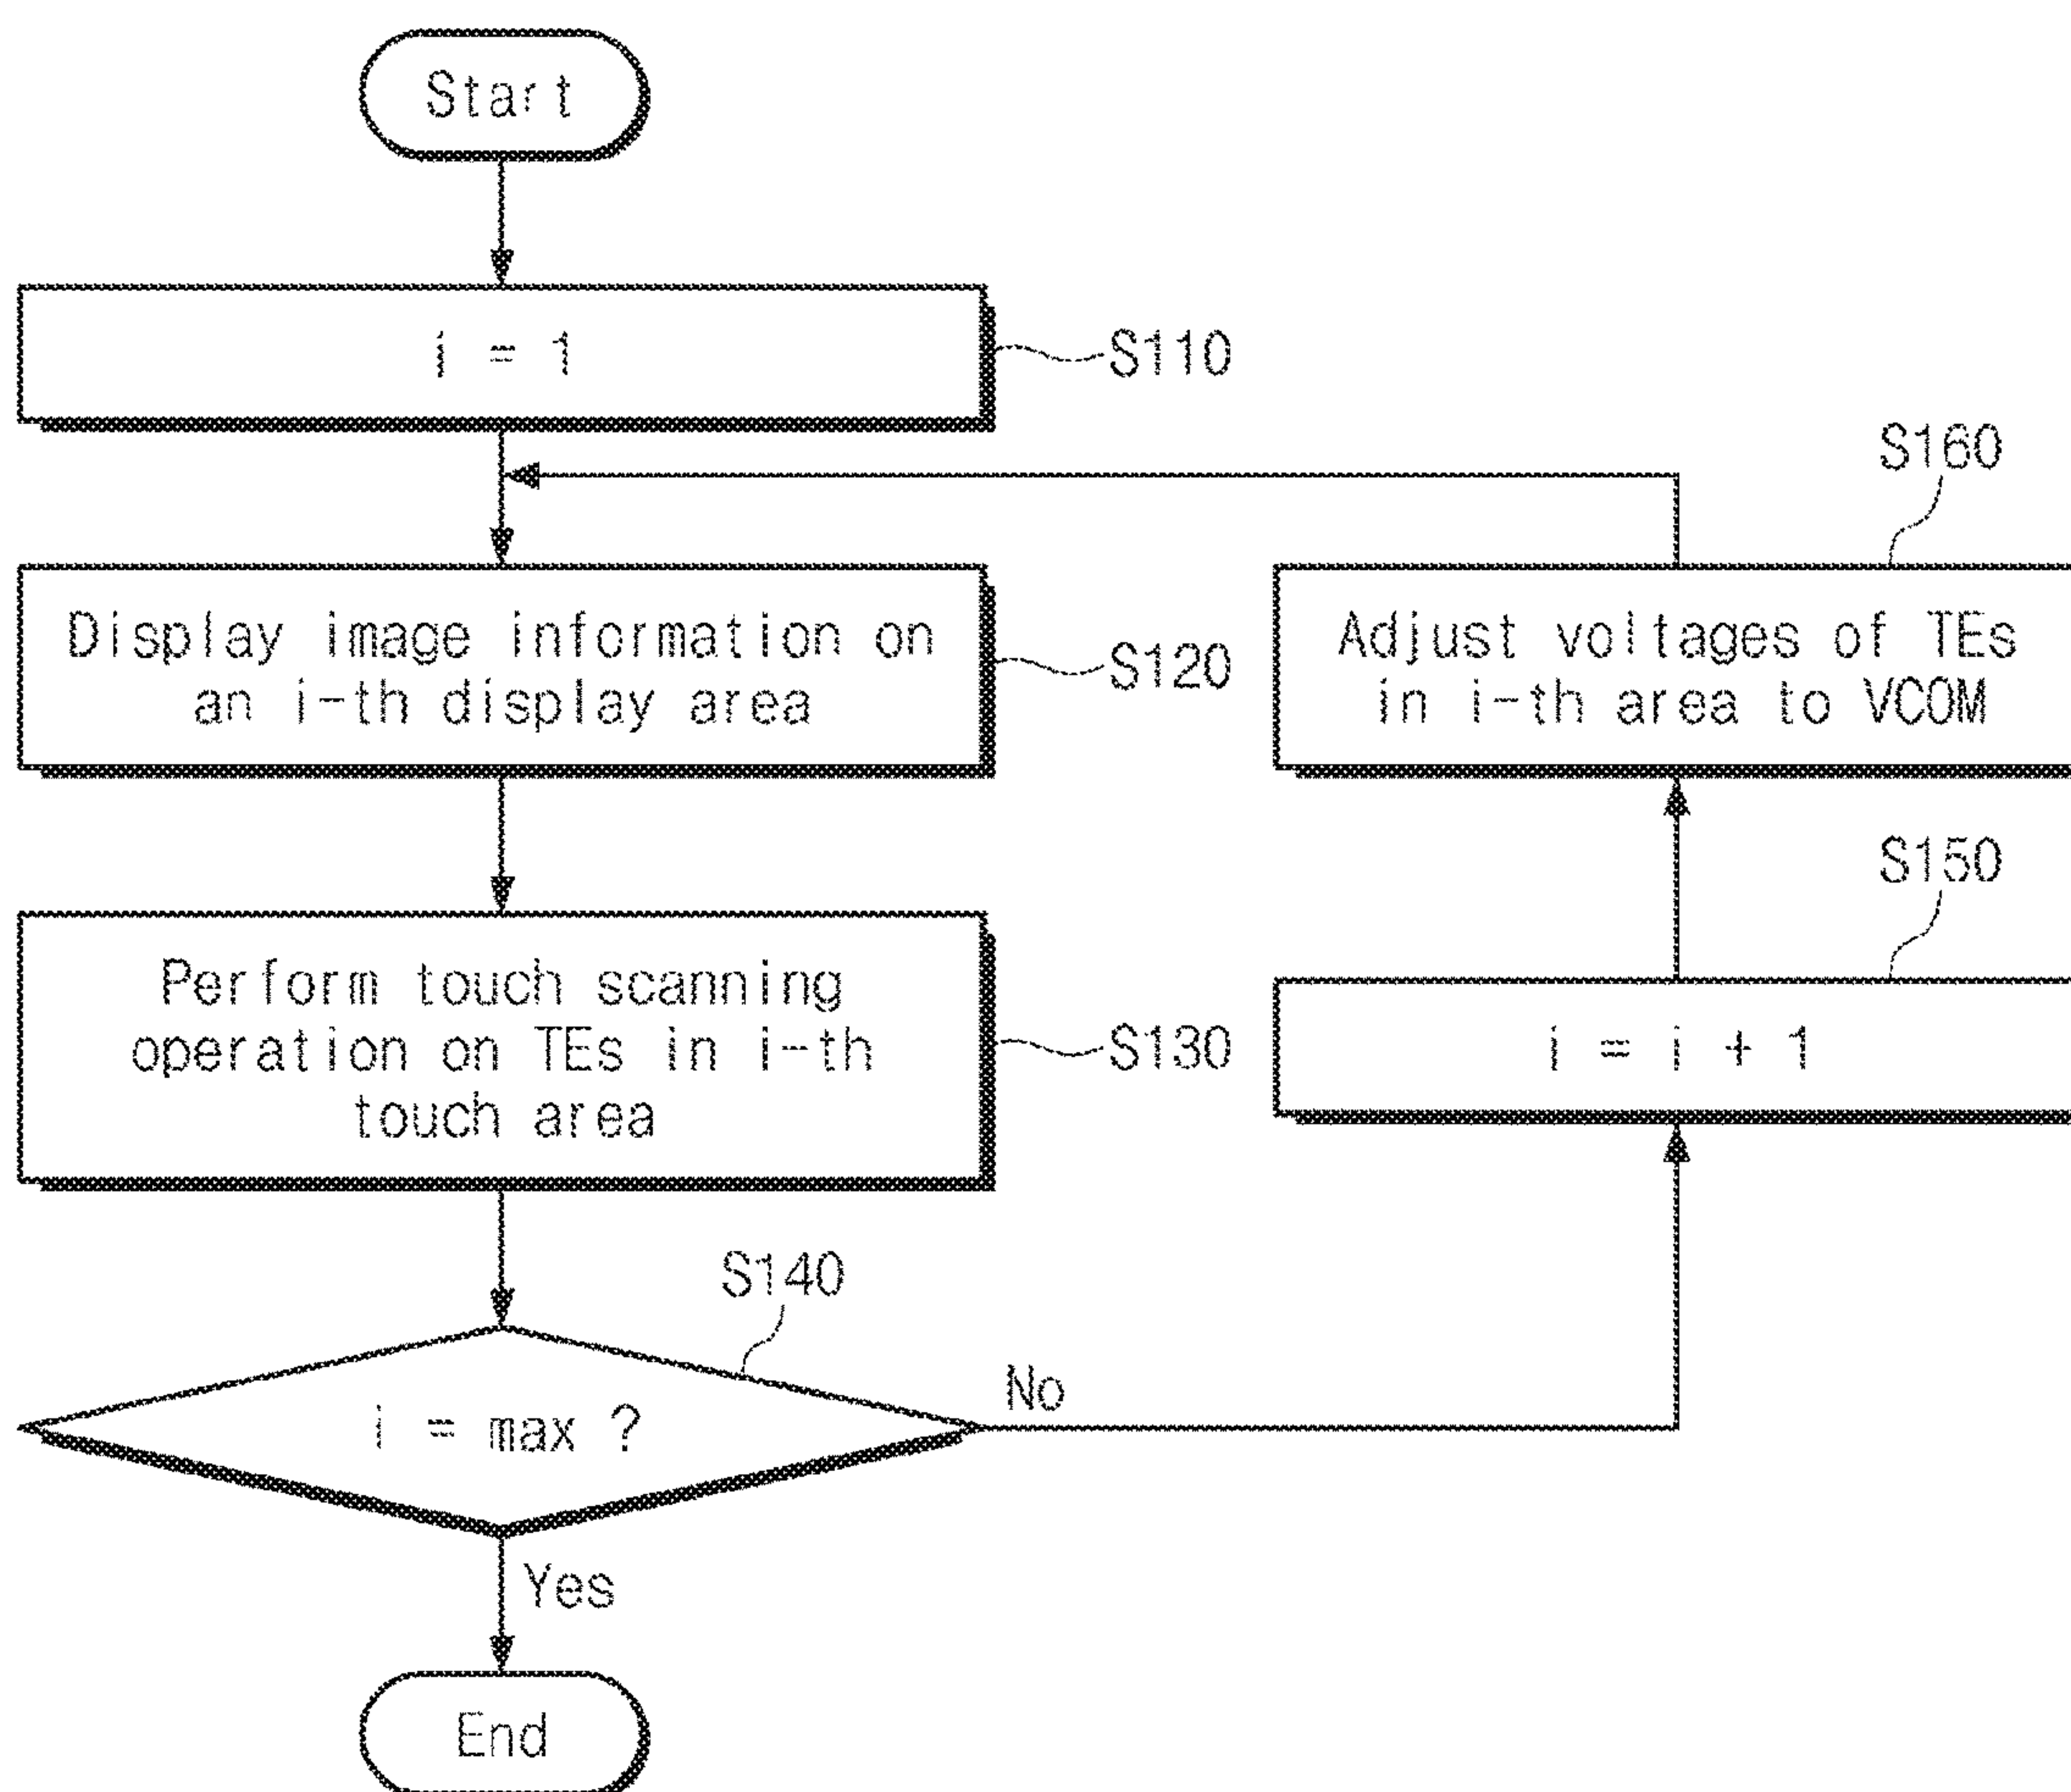 Start
i = 1
S110
S160
Display image information on
an i-th display area
S120
Adjust voltages of TEs
in i-th area to VCOM
S150
Perform touch scanning
operation on TEs in i-th
touch area
S130
i = i + 1
S140
No
i = max ?
Yes
End